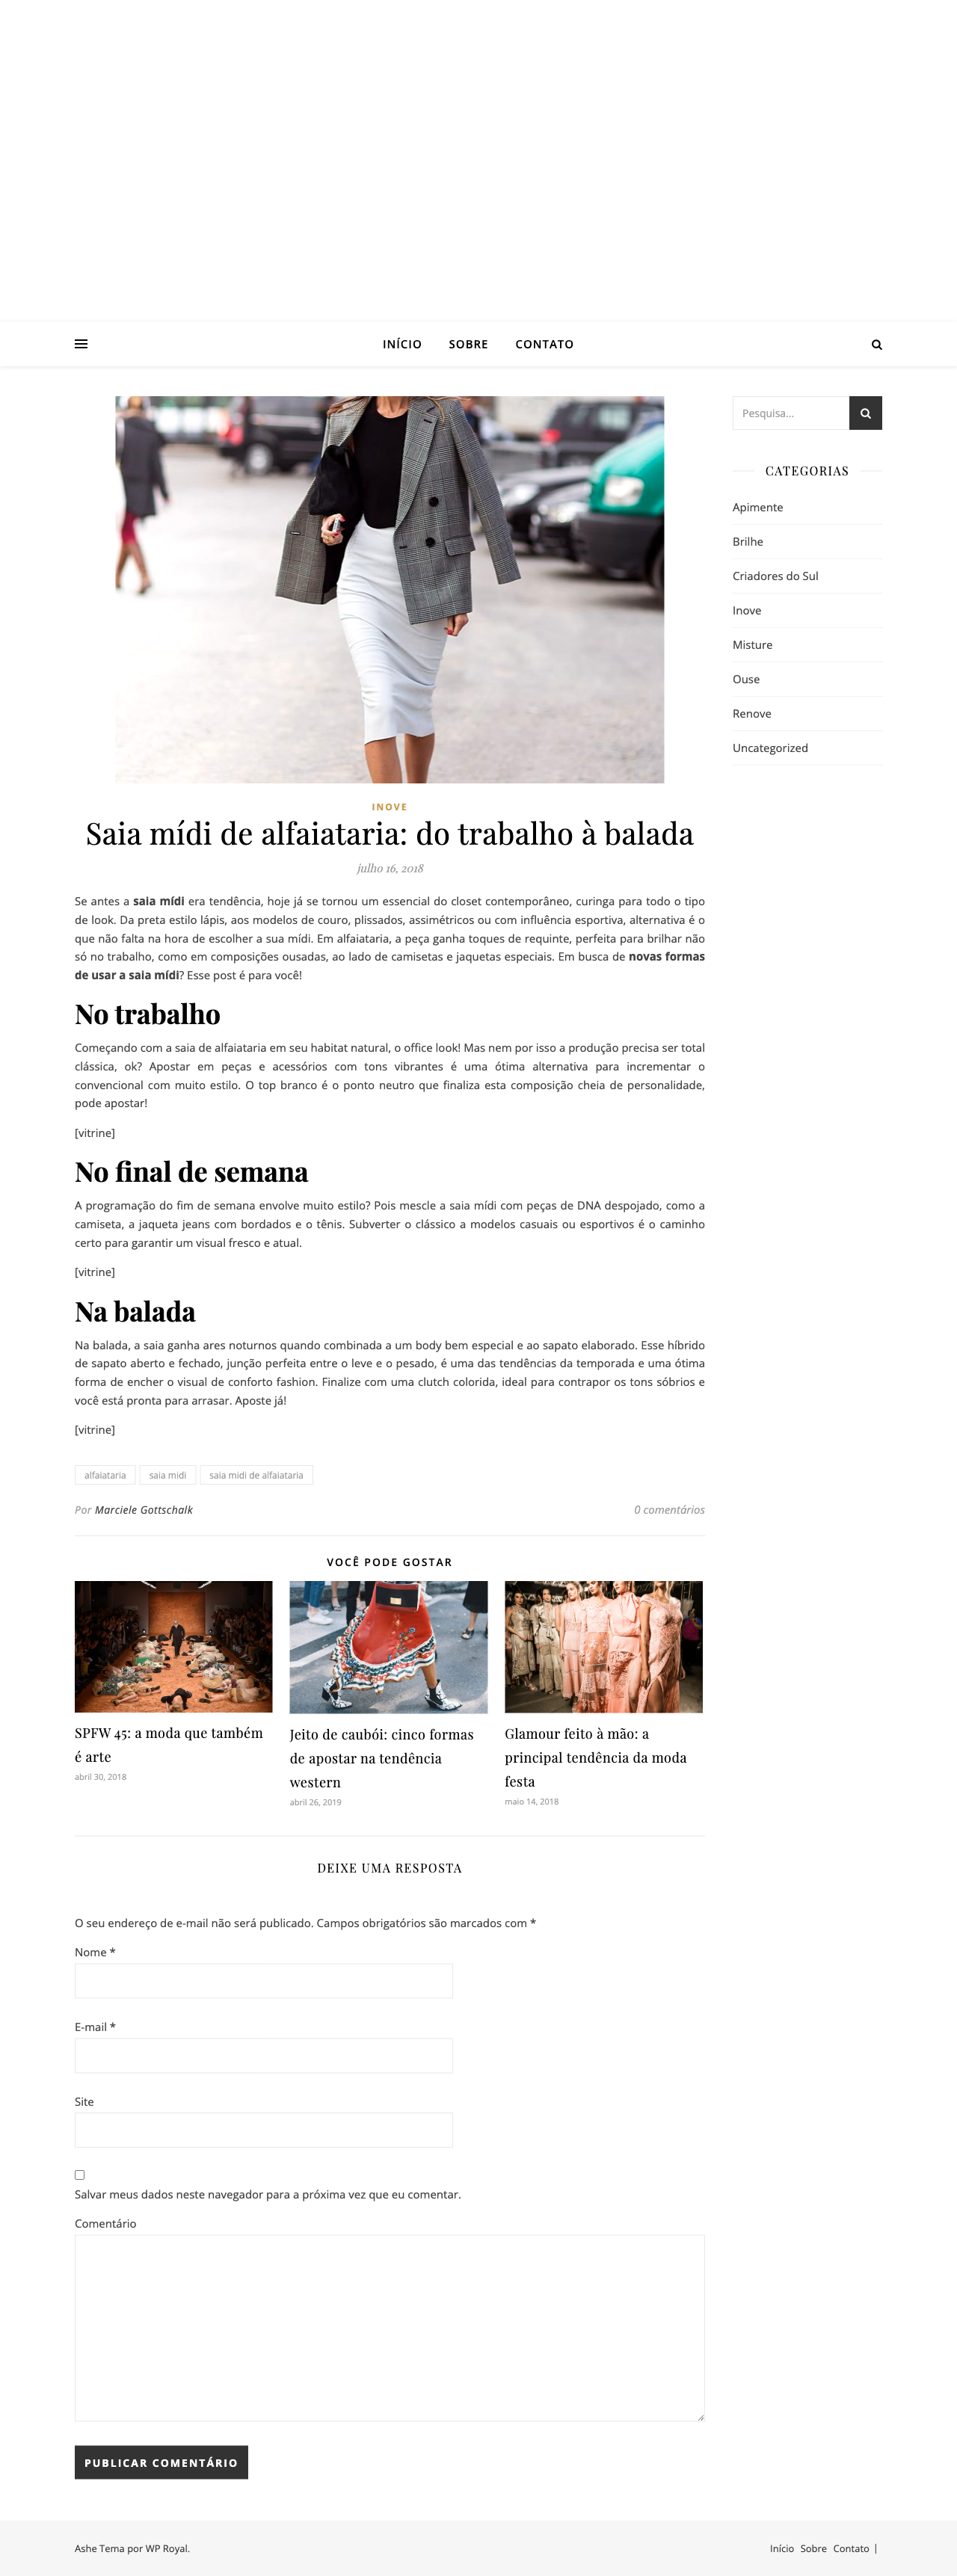 INÍCIO SOBRE CONTATO
Pesquisa...
CATEGORIAS
Apimente
Brilhe
Criadores do Sul
Inove
Misture
Ouse
Renove
Uncategorized
INOVE
Saia mídi de alfaiataria: do trabalho à balada
julho 16, 2018
Se antes a saia mídi era tendência, hoje já se tornou um essencial do closet contemporâneo, curinga para todo o tipo
de look. Da preta estilo lápis, aos modelos de couro, plissados, assimétricos ou com influência esportiva, alternativa é o
que não falta na hora de escolher a sua mídi. Em alfaiataria, a peça ganha toques de requinte, perfeita para brilhar não
só no trabalho, como em composições ousadas, ao lado de camisetas e jaquetas especiais. Em busca de novas formas
de usar a saia mídi? Esse post é para você!
No trabalho
Começando com a saia de alfaiataria em seu habitat natural, o office look! Mas nem por isso a produção precisa ser total
clássica, ok? Apostar em peças e acessórios com tons vibrantes é uma ótima alternativa para incrementar o
convencional com muito estilo. O top branco é o ponto neutro que finaliza esta composição cheia de personalidade,
pode apostar!
[vitrine]
No final de semana
A programação do fim de semana envolve muito estilo? Pois mescle a saia mídi com peças de DNA despojado, como a
camiseta, a jaqueta jeans com bordados e o tênis. Subverter o clássico a modelos casuais ou esportivos é o caminho
certo para garantir um visual fresco e atual.
[vitrine]
Na balada
Na balada, a saia ganha ares noturnos quando combinada a um body bem especial e ao sapato elaborado. Esse híbrido
de sapato aberto e fechado, junção perfeita entre o leve e o pesado, é uma das tendências da temporada e uma ótima
forma de encher o visual de conforto fashion. Finalize com uma clutch colorida, ideal para contrapor os tons sóbrios e
você está pronta para arrasar. Aposte já!
[vitrine]
alfaiataria saia midi saia midi de alfaiataria
Por Marciele Gottschalk 0 comentários
VOCÊ PODE GOSTAR
SPFW 45: a moda que também
é arte
abril 30, 2018
Jeito de caubói: cinco formas
de apostar na tendência
western
abril 26, 2019
Glamour feito à mão: a
principal tendência da moda
festa
maio 14, 2018
DEIXE UMA RESPOSTA
O seu endereço de e-mail não será publicado. Campos obrigatórios são marcados com *
Nome *
E-mail *
Site
Salvar meus dados neste navegador para a próxima vez que eu comentar.
Comentário
PUBLICAR COMENTÁRIO
Ashe Tema por WP Royal. Início Sobre Contato |